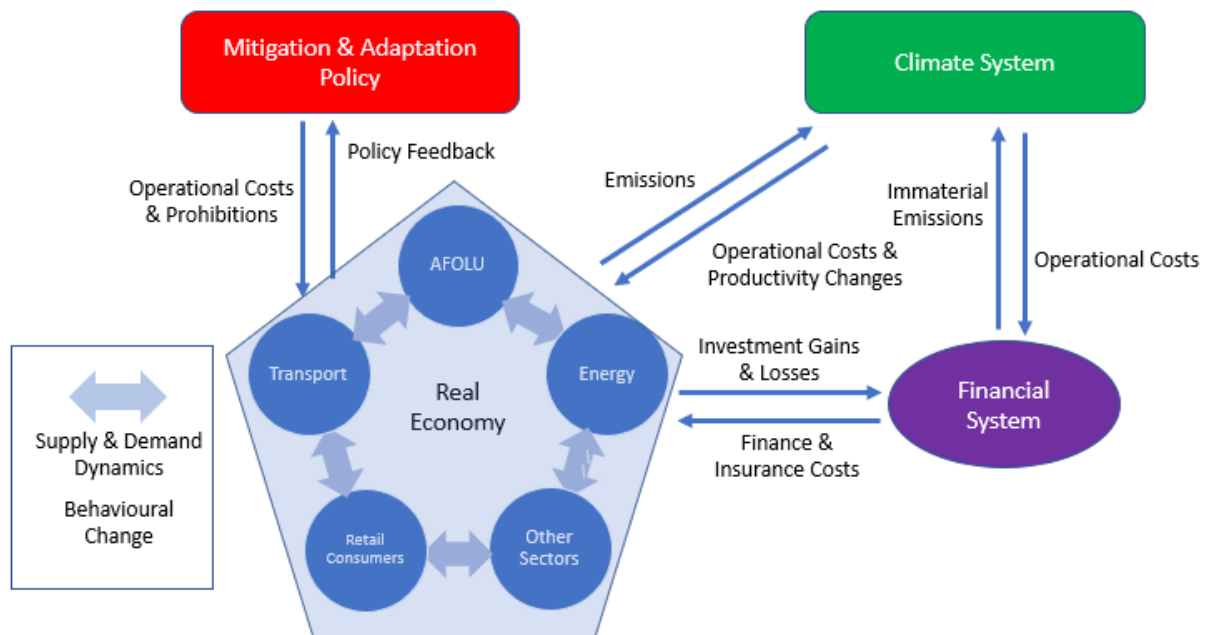 Mitigation & Adaptation
Policy
Climate System
Policy Feedback
Operational Costs
& Prohibitions
Emissions
Immaterial
Emissions
Operational Costs &
Productivity Changes
Operational Costs
AFOLU
Transport
Energy
Real
Economy
Retail
Consumers
Other
Sectors
Investment Gains
& Losses
Finance &
Insurance Costs
Financial
System
Supply & Demand
Dynamics
Behavioural
Change